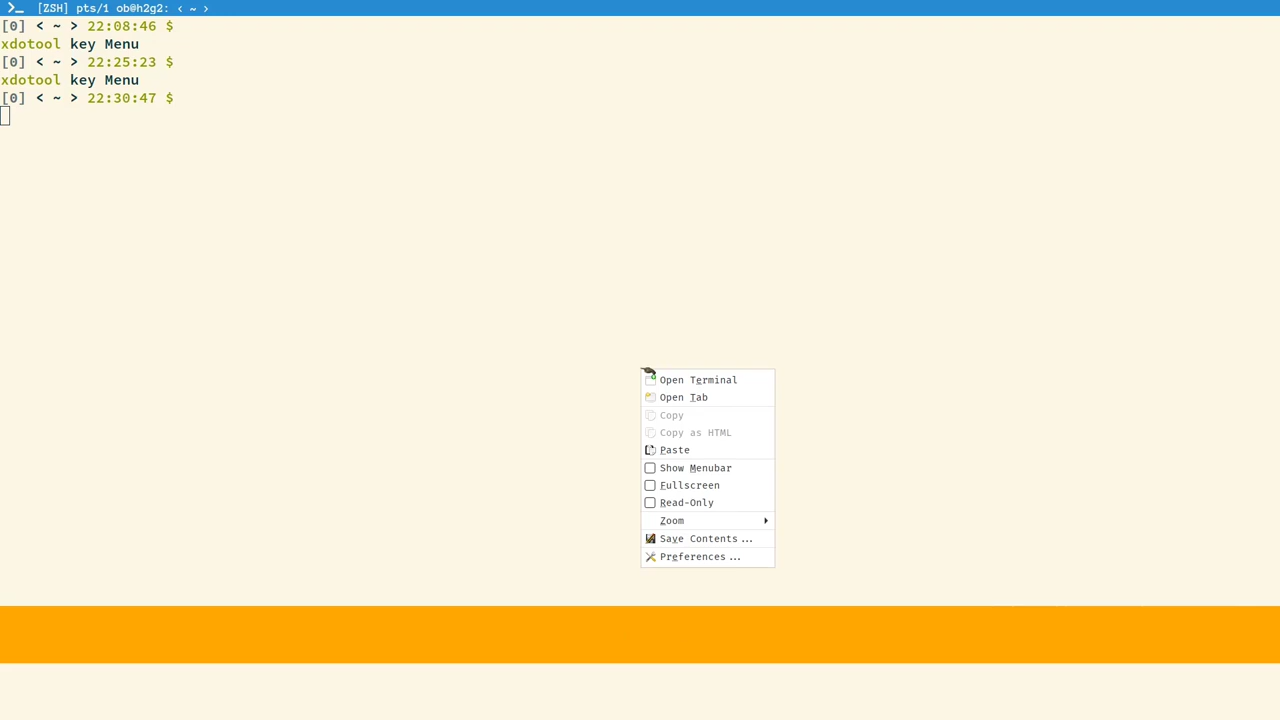 [ZSH] pts/1 ob@h2g2: < ~ >
[0] < ~ > 22:08:46 $
xdotool key Menu
[0] < ~ > 22:25:23 $
xdotool key Menu
[0] < ~ > 22:30:47 $
Open Terminal
Open Tab
Copy
Copy as HTML
Paste
Show Menubar
Fullscreen
Read-Only
Zoom
Save Contents...
Preferences...